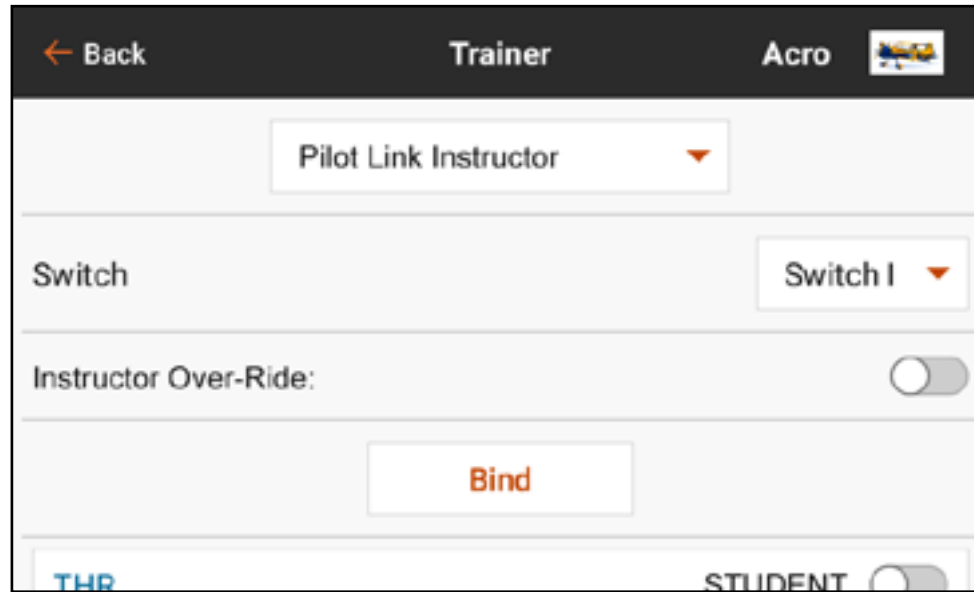 ← Back Trainer Acro
Pilot Link Instructor
Switch Switch I
Instructor Over-Ride:
Bind
THR STUDENT